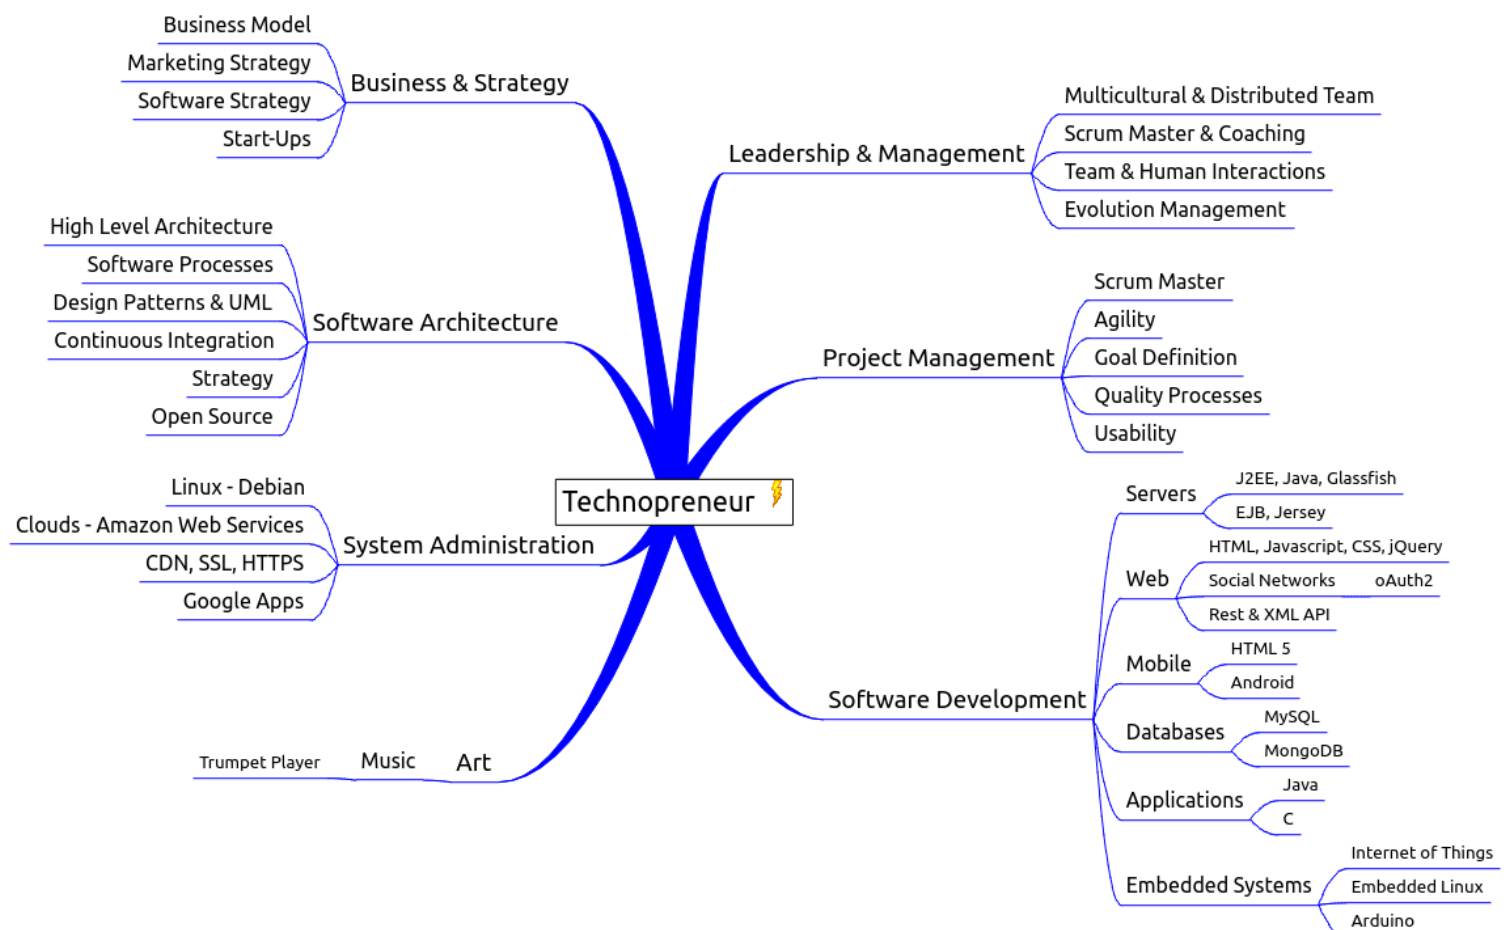 Business Model
Marketing Strategy
Software Strategy
Start-Ups
Business & Strategy
High Level Architecture
Software Processes
Design Patterns & UML
Continuous Integration
Strategy
Open Source
Software Architecture
Linux - Debian
Clouds - Amazon Web Services
CDN, SSL, HTTPS
Google Apps
System Administration
Trumpet Player
Music
Art
Technopreneur
Leadership & Management
Multicultural & Distributed Team
Scrum Master & Coaching
Team & Human Interactions
Evolution Management
Project Management
Scrum Master
Agility
Goal Definition
Quality Processes
Usability
Software Development
Servers
J2EE, Java, Glassfish
EJB, Jersey
Web
HTML, Javascript, CSS, jQuery
Social Networks
oAuth2
Rest & XML API
Mobile
HTML 5
Android
Databases
MySQL
MongoDB
Applications
Java
C
Embedded Systems
Internet of Things
Embedded Linux
Arduino